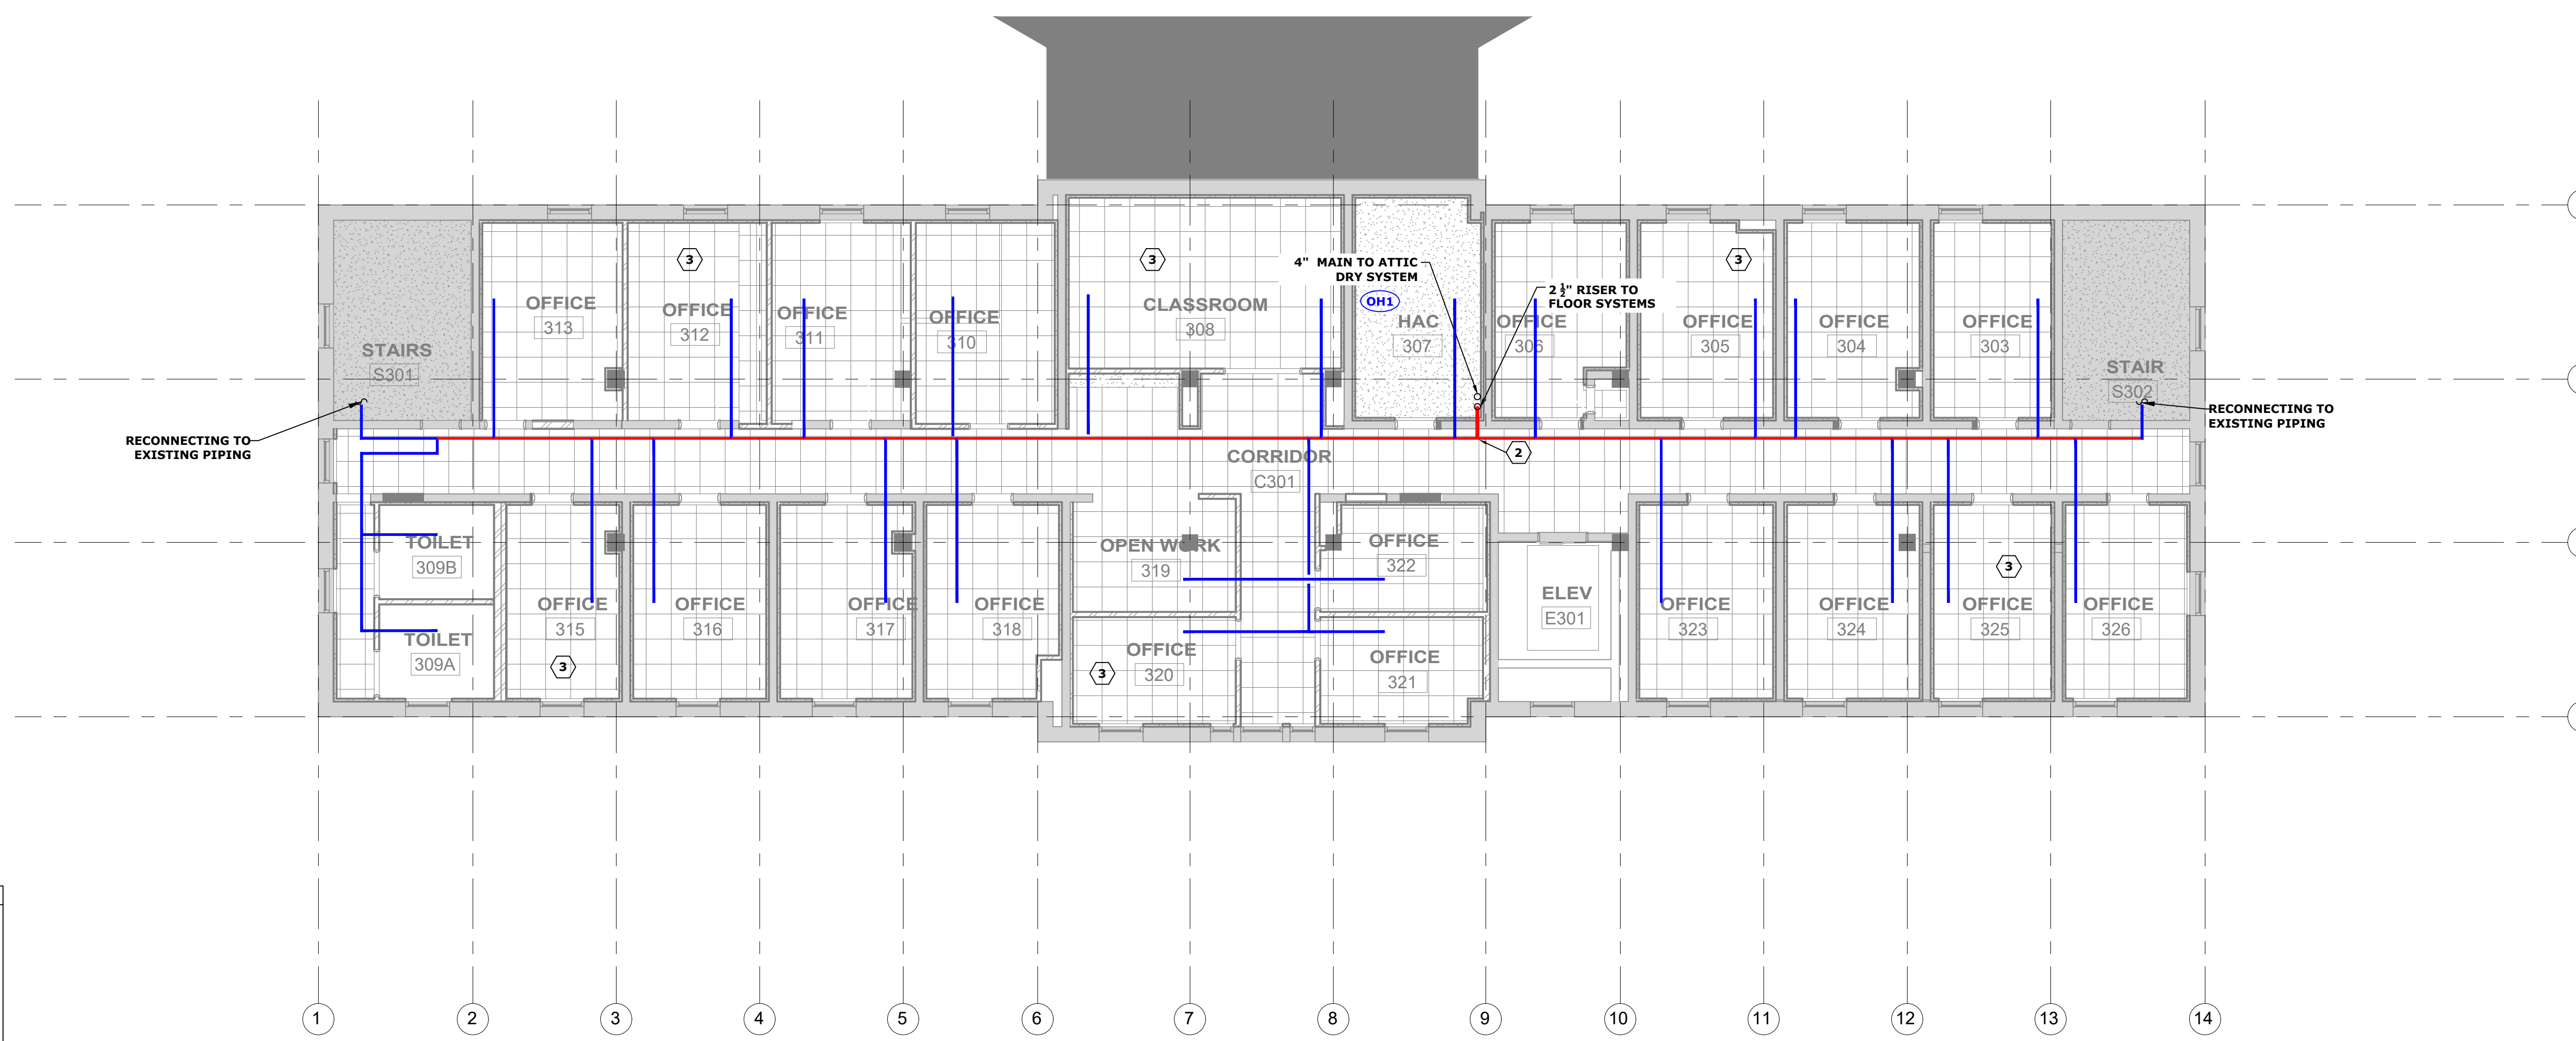 3
3
3
4" MAIN TO ATTIC
DRY SYSTEM
2 ½" RISER TO
FLOOR SYSTEMS
OH1
OFFICE
313
OFFICE
312
OFFICE
311
OFFICE
310
CLASSROOM
308
HAC
307
OFFICE
306
OFFICE
305
OFFICE
304
OFFICE
303
STAIRS
S301
STAIR
S302
RECONNECTING TO
EXISTING PIPING
RECONNECTING TO
EXISTING PIPING
CORRIDOR
C301
2
TOILET
309B
TOILET
309A
OFFICE
315
3
OFFICE
316
OFFICE
317
OFFICE
318
OPEN WORK
319
OFFICE
320
3
OFFICE
322
OFFICE
321
ELEV
E301
OFFICE
323
OFFICE
324
3
OFFICE
325
OFFICE
326
1
2
3
4
5
6
7
8
9
10
11
12
13
14